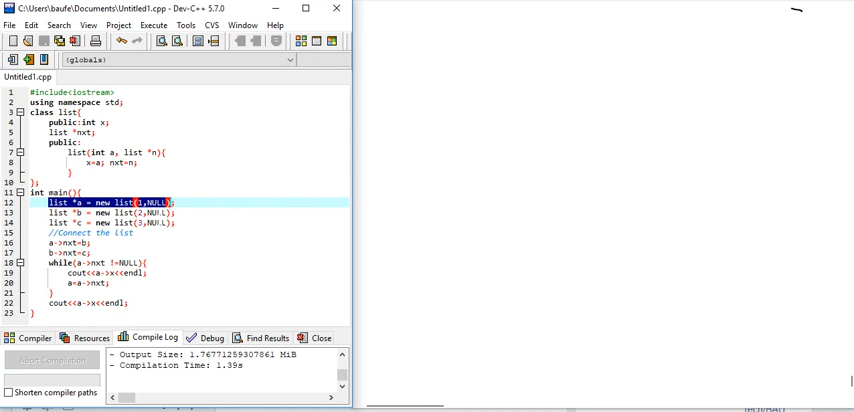 C:\Users\baufe\Documents\Untitled1.cpp - Dev-C++ 5.7.0
File Edit Search View Project Execute Tools CVS Window Help
(globals)
Untitled1.cpp
1 #include<iostream>
2 using namespace std;
3 class list{
4 public:int x;
5 list *nxt;
6 public:
7 list(int a, list *n){
8 x=a; nxt=n;
9 }
10 };
11 int main(){
12 list *a = new list(1,NULL);
13 list *b = new list(2,NULL);
14 list *c = new list(3,NULL);
15 //Connect the list
16 a->nxt=b;
17 b->nxt=c;
18 while(a->nxt !=NULL){
19 cout<<a->x<<endl;
20 a=a->nxt;
21 }
22 cout<<a->x<<endl;
23 }
Compiler Resources Compile Log Debug Find Results Close
Abort Compilation
Shorten compiler paths
- Output Size: 1.76771259307861 MiB
- Compilation Time: 1.39s